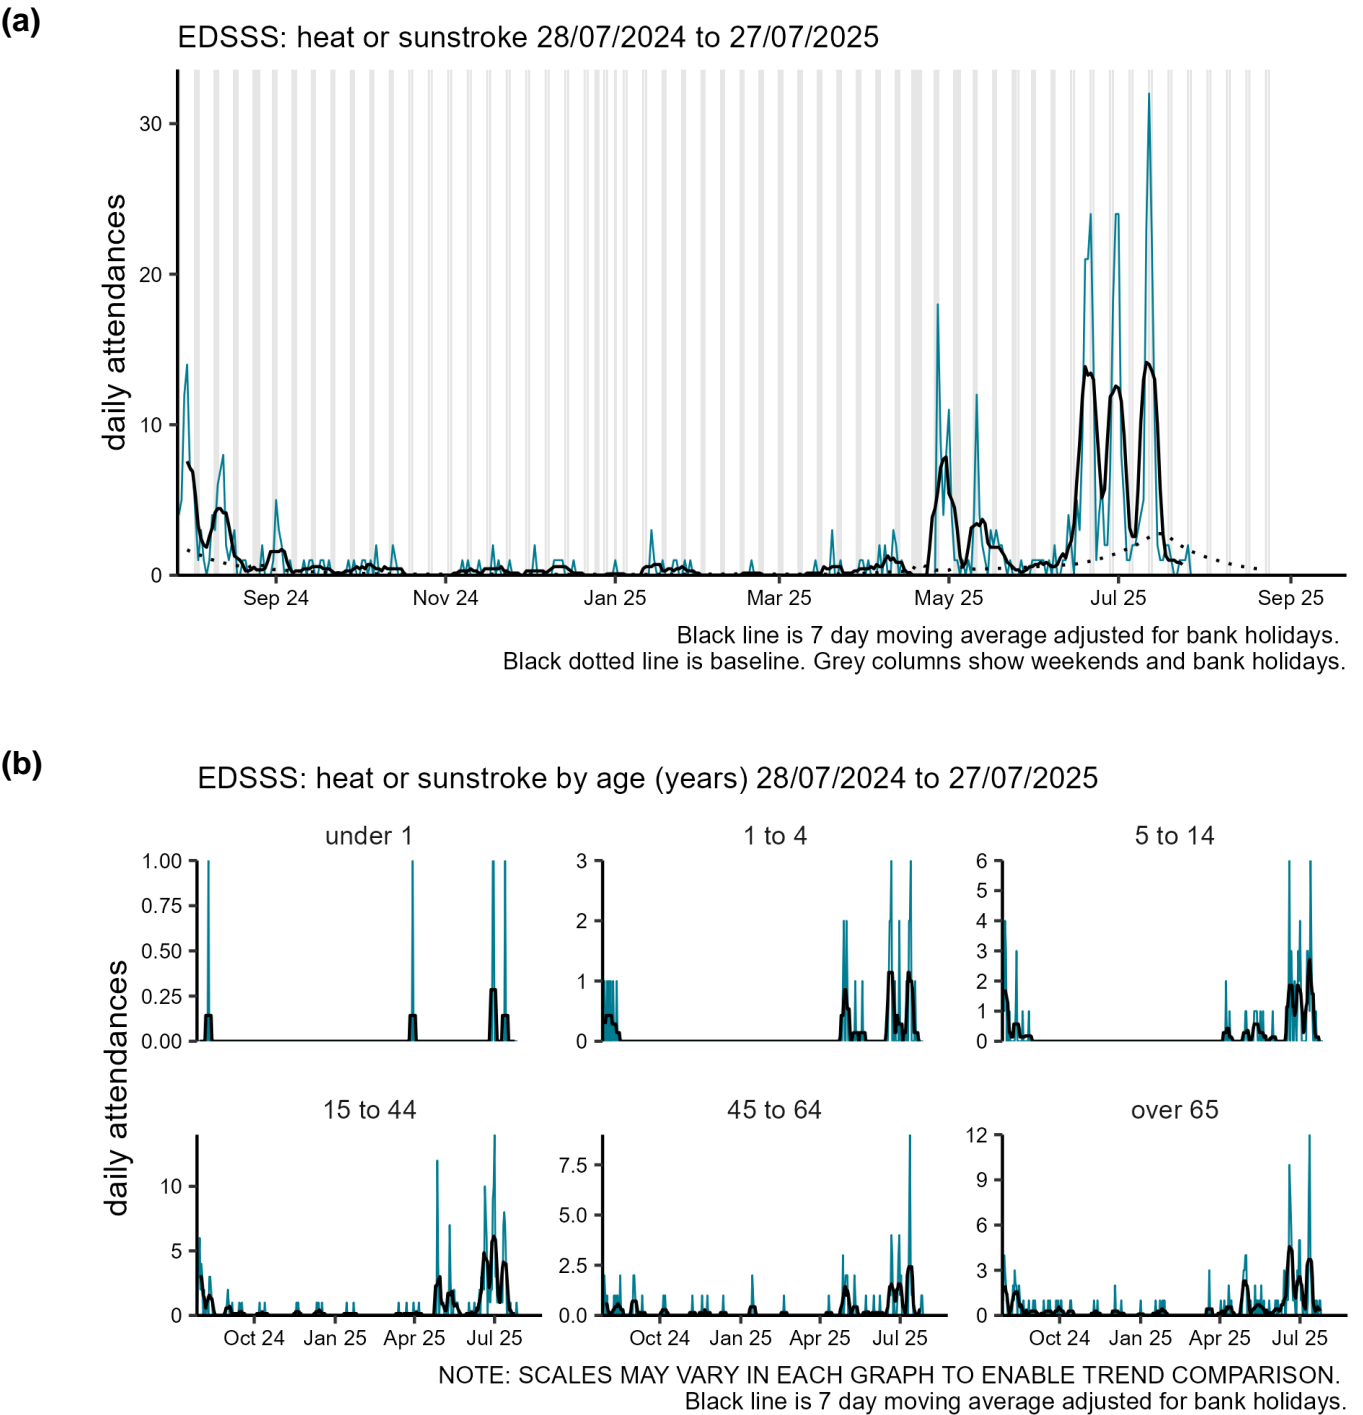 (a)
EDSSS: heat or sunstroke 28/07/2024 to 27/07/2025
daily attendances
30
20
10
0
Sep 24 Nov 24 Jan 25 Mar 25 May 25 Jul 25 Sep 25
Black line is 7 day moving average adjusted for bank holidays.
Black dotted line is baseline. Grey columns show weekends and bank holidays.
(b)
EDSSS: heat or sunstroke by age (years) 28/07/2024 to 27/07/2025
daily attendances
under 1
1.00
0.75
0.50
0.25
0.00
1 to 4
3
2
1
0
5 to 14
6
5
4
3
2
1
0
15 to 44
10
5
0
Oct 24 Jan 25 Apr 25 Jul 25
45 to 64
7.5
5.0
2.5
0.0
Oct 24 Jan 25 Apr 25 Jul 25
over 65
12
9
6
3
0
Oct 24 Jan 25 Apr 25 Jul 25
NOTE: SCALES MAY VARY IN EACH GRAPH TO ENABLE TREND COMPARISON.
Black line is 7 day moving average adjusted for bank holidays.